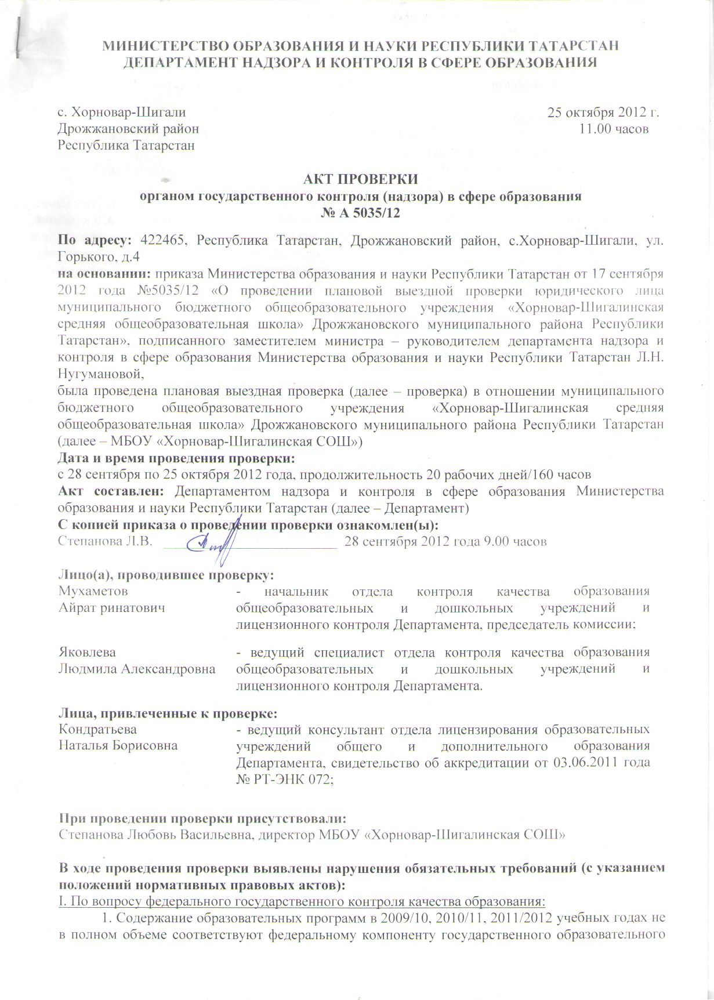 МИНИСТЕРСТВО ОБРАЗОВАНИЯ И НАУКИ РЕСПУБЛИКИ ТАТАРСТАН
ДЕПАРТАМЕНТ НАДЗОРА И КОНТРОЛЯ В СФЕРЕ ОБРАЗОВАНИЯ
с. Хорновар-Шигали 25 октября 2012 г.
Дрожжановский район 11.00 часов
Республика Татарстан
АКТ ПРОВЕРКИ
органом государственного контроля (надзора) в сфере образования
№ А 5035/12
По адресу: 422465, Республика Татарстан, Дрожжановский район, с.Хорновар-Шигали, ул.
Горького, д.4
на основании: приказа Министерства образования и науки Республики Татарстан от 17 сентября
2012 года №5035/12 «О проведении плановой выездной проверки юридического лица
муниципального бюджетного общеобразовательного учреждения «Хорновар-Шигалинская
средняя общеобразовательная школа» Дрожжановского муниципального района Республики
Татарстан», подписанного заместителем министра – руководителем департамента надзора и
контроля в сфере образования Министерства образования и науки Республики Татарстан Л.Н.
Нугумановой,
была проведена плановая выездная проверка (далее – проверка) в отношении муниципального
бюджетного общеобразовательного учреждения «Хорновар-Шигалинская средняя
общеобразовательная школа» Дрожжановского муниципального района Республики Татарстан
(далее – МБОУ «Хорновар-Шигалинская СОШ»)
Дата и время проведения проверки:
с 28 сентября по 25 октября 2012 года, продолжительность 20 рабочих дней/160 часов
Акт составлен: Департаментом надзора и контроля в сфере образования Министерства
образования и науки Республики Татарстан (далее – Департамент)
С копией приказа о проведении проверки ознакомлен(ы):
Степанова Л.В. 28 сентября 2012 года 9.00 часов
Лицо(а), проводившее проверку:
Мухаметов - начальник отдела контроля качества образования
Айрат ринатович общеобразовательных и дошкольных учреждений и
лицензионного контроля Департамента, председатель комиссии;
Яковлева - ведущий специалист отдела контроля качества образования
Людмила Александровна общеобразовательных и дошкольных учреждений и
лицензионного контроля Департамента.
Лица, привлеченные к проверке:
Кондратьева - ведущий консультант отдела лицензирования образовательных
Наталья Борисовна учреждений общего и дополнительного образования
Департамента, свидетельство об аккредитации от 03.06.2011 года
№ РТ-ЭНК 072;
При проведении проверки присутствовали:
Степанова Любовь Васильевна, директор МБОУ «Хорновар-Шигалинская СОШ»
В ходе проведения проверки выявлены нарушения обязательных требований (с указанием
положений нормативных правовых актов):
I. По вопросу федерального государственного контроля качества образования:
1. Содержание образовательных программ в 2009/10, 2010/11, 2011/2012 учебных годах не
в полном объеме соответствуют федеральному компоненту государственного образовательного